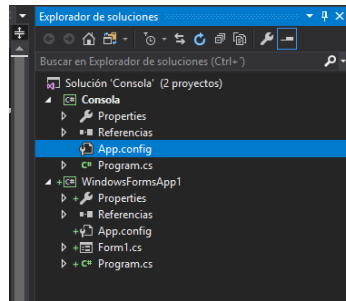 Explorador de soluciones
Buscar en Explorador de soluciones (Ctrl+´)
Solución 'Consola' (2 proyectos)
C# Consola
Properties
Referencias
App.config
C# Program.cs
+ C# WindowsFormsApp1
+ Properties
Referencias
+ App.config
+ Form1.cs
+ C# Program.cs